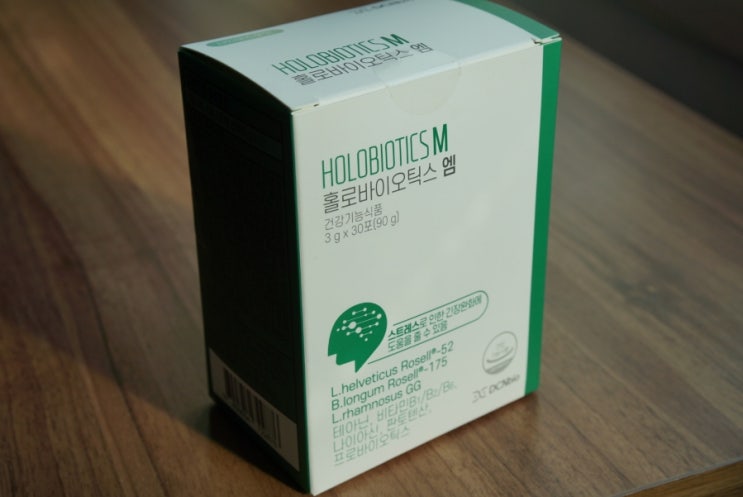 HOLOBIOTICS M
홀로바이오틱스 엠
HOLOBIOTICS M
홀로바이오틱스 엠
건강기능식품
3 g x 30포(90 g)
스트레스로 인한 긴장완화에
도움을 줄 수 있음
L.helveticus Rosell®-52
B.longum Rosell®-175
L.rhamnosus GG
테아닌, 비타민B1/B2/B6,
나이아신, 판토텐산,
프로바이오틱스
DCNbio